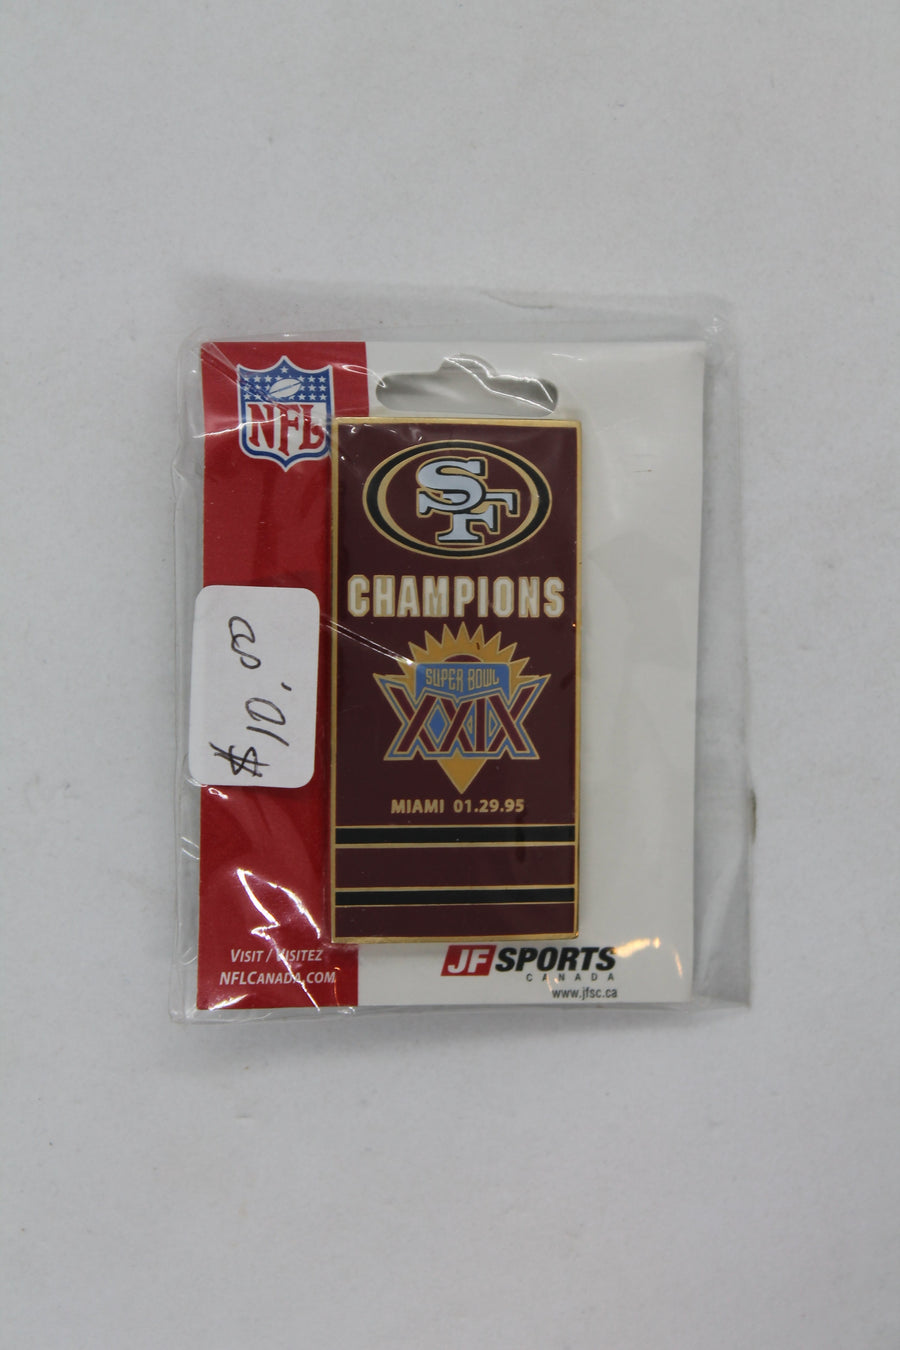 NFL
SF
CHAMPIONS
SUPER BOWL
XXIX
MIAMI 01.29.95
$10.00
VISIT / VISITEZ
NFLCANADA.COM
JF SPORTS
CANADA
www.jfsc.ca